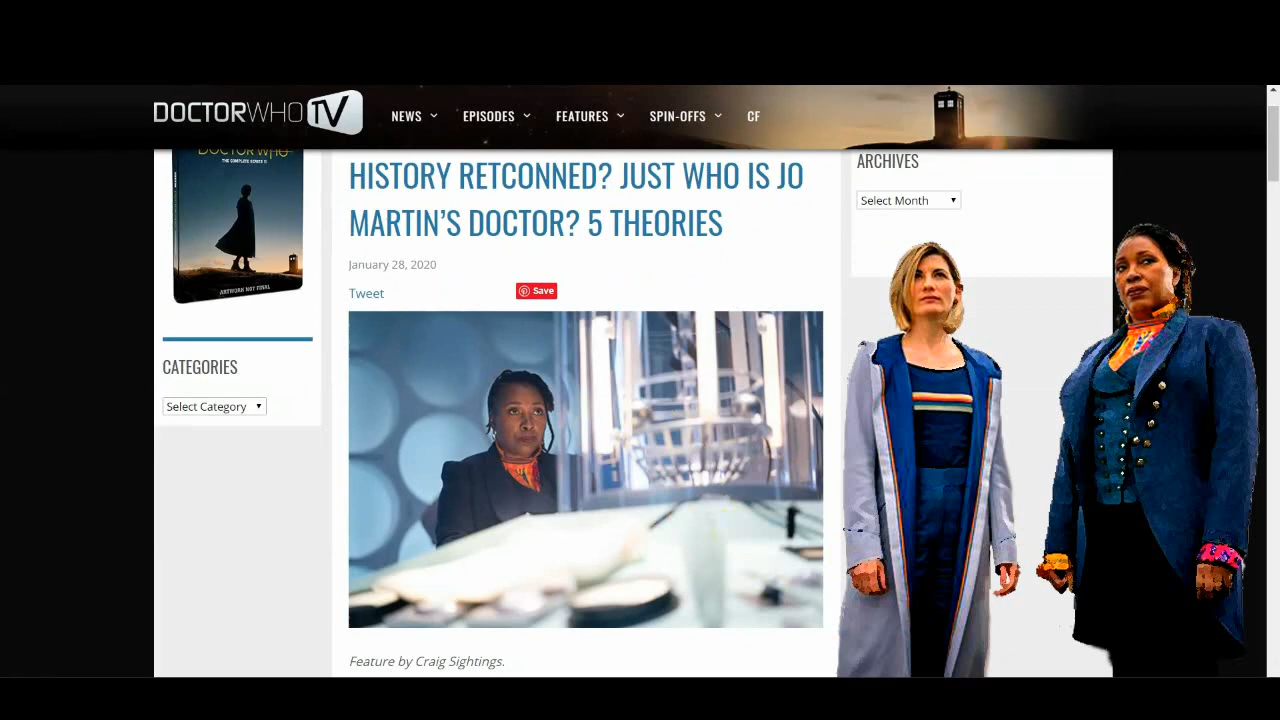 DOCTORWHO TV
NEWS
EPISODES
FEATURES
SPIN-OFFS
CF
DOCTOR WHO
THE COMPLETE SERIES 11
ARTWORK NOT FINAL
CATEGORIES
Select Category
HISTORY RETCONNED? JUST WHO IS JO
MARTIN’S DOCTOR? 5 THEORIES
January 28, 2020
Tweet
Save
Feature by Craig Sightings.
ARCHIVES
Select Month